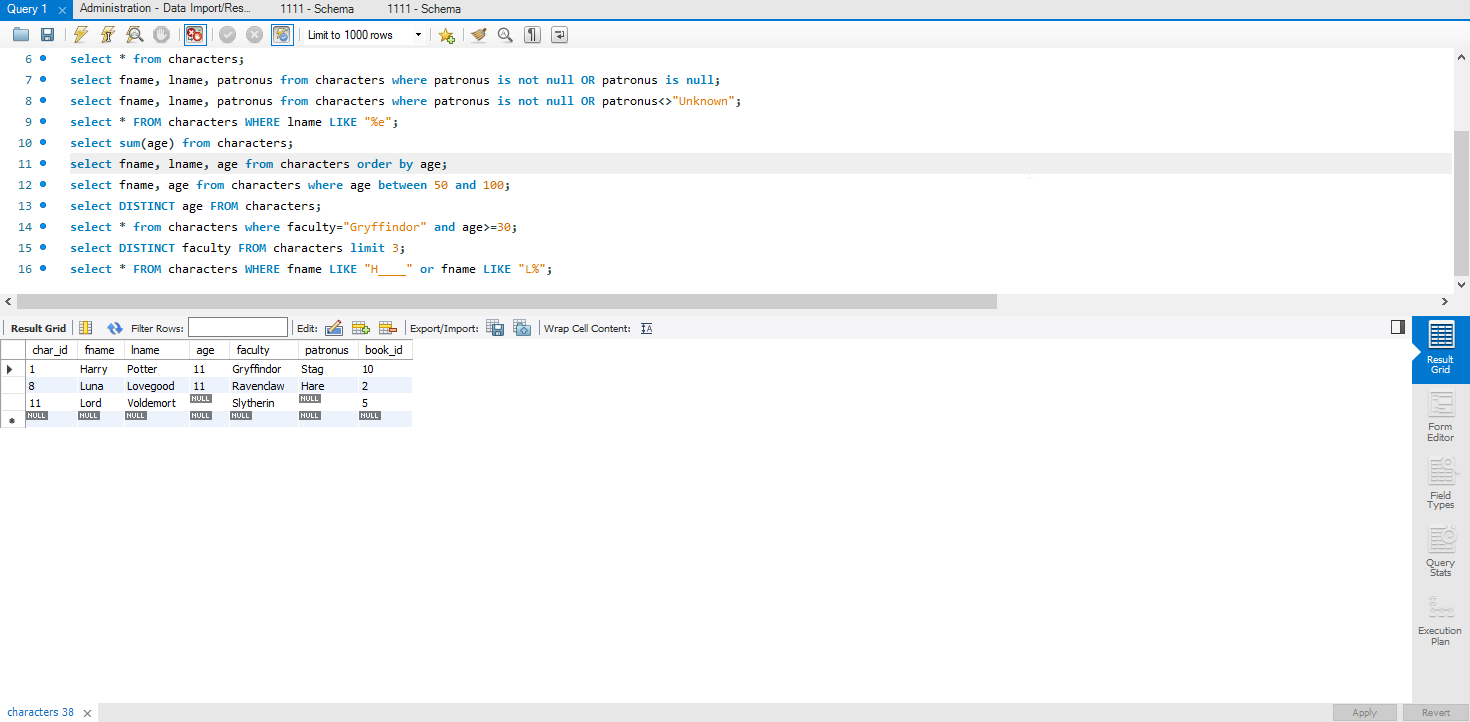 Query 1 Administration - Data Import/Res... 1111 - Schema 1111 - Schema
Limit to 1000 rows
6 select * from characters;
7 select fname, lname, patronus from characters where patronus is not null OR patronus is null;
8 select fname, lname, patronus from characters where patronus is not null OR patronus<>"Unknown";
9 select * FROM characters WHERE lname LIKE "%e";
10 select sum(age) from characters;
11 select fname, lname, age from characters order by age;
12 select fname, age from characters where age between 50 and 100;
13 select DISTINCT age FROM characters;
14 select * from characters where faculty="Gryffindor" and age>=30;
15 select DISTINCT faculty FROM characters limit 3;
16 select * FROM characters WHERE fname LIKE "H____" or fname LIKE "L%";
Result Grid Filter Rows: Edit: Export/Import: Wrap Cell Content:
char_id fname lname age faculty patronus book_id
1 Harry Potter 11 Gryffindor Stag 10
8 Luna Lovegood 11 Ravenclaw Hare 2
11 Lord Voldemort NULL Slytherin NULL 5
NULL NULL NULL NULL NULL NULL NULL
Result
Grid
Form
Editor
Field
Types
Query
Stats
Execution
Plan
characters 38 Apply Revert